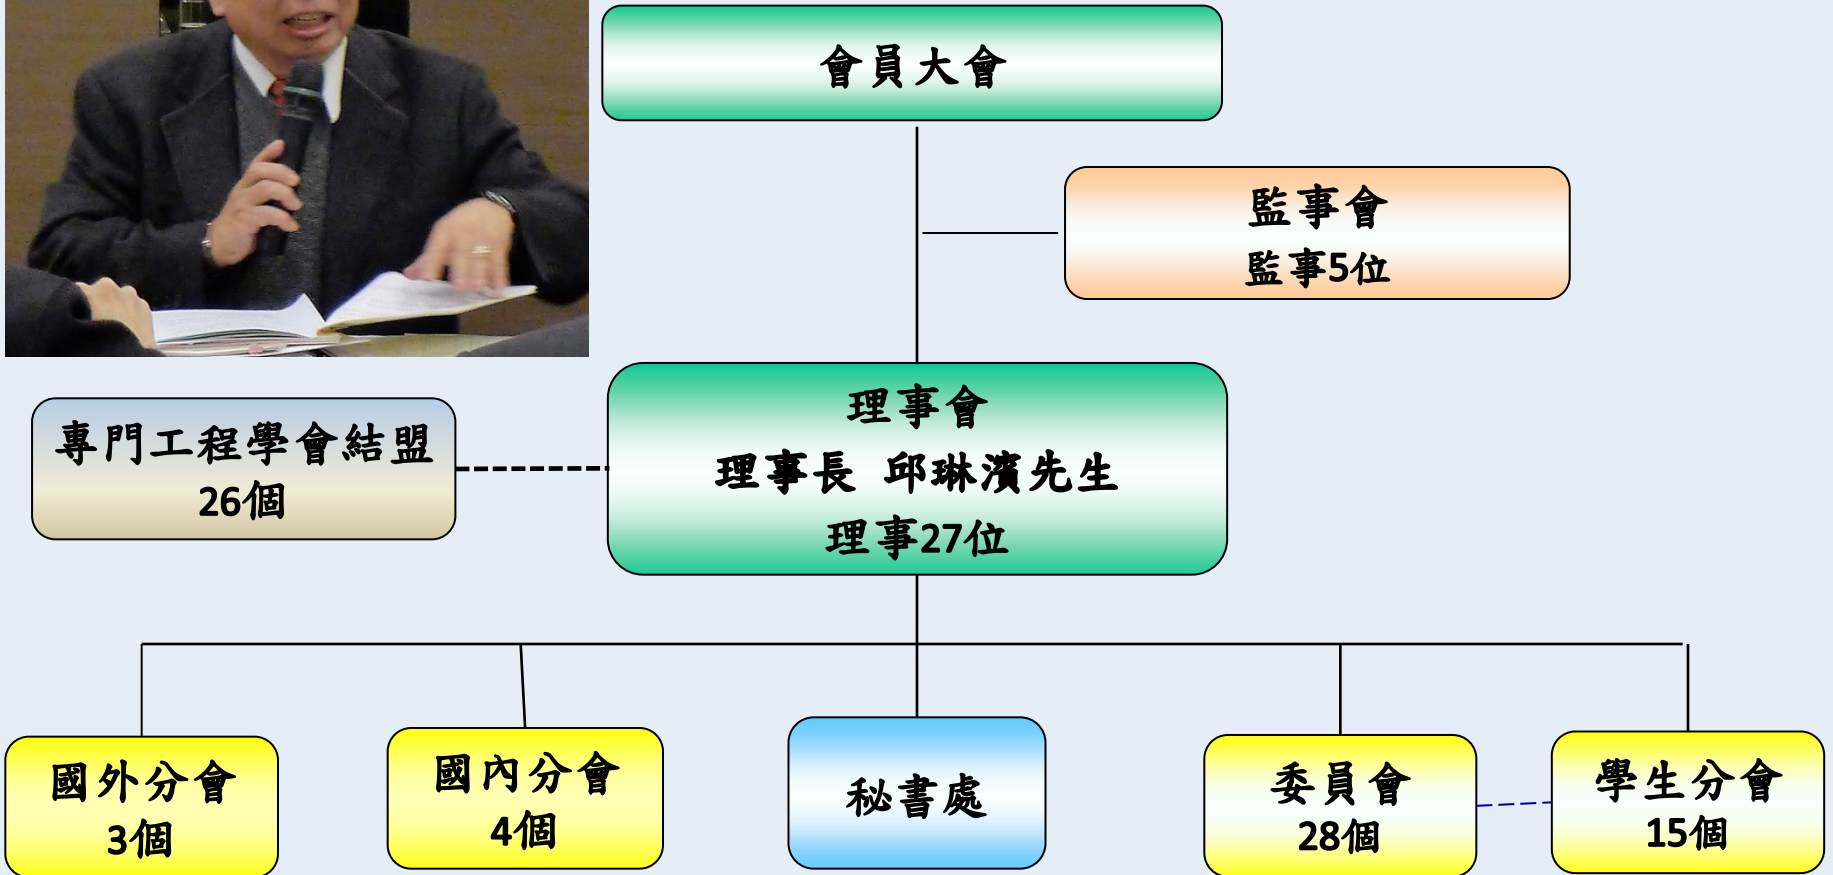 會員大會
監事會
監事5位
理事會
理事長 邱琳濱先生
理事27位
專門工程學會結盟
26個
國外分會
3個
國內分會
4個
秘書處
委員會
28個
學生分會
15個